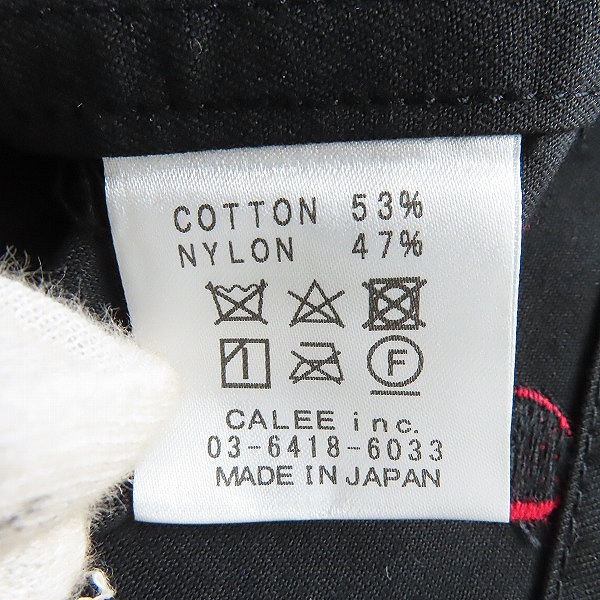 COTTON 53%
NYLON 47%
F
CALEE inc.
03-6418-6033
MADE IN JAPAN